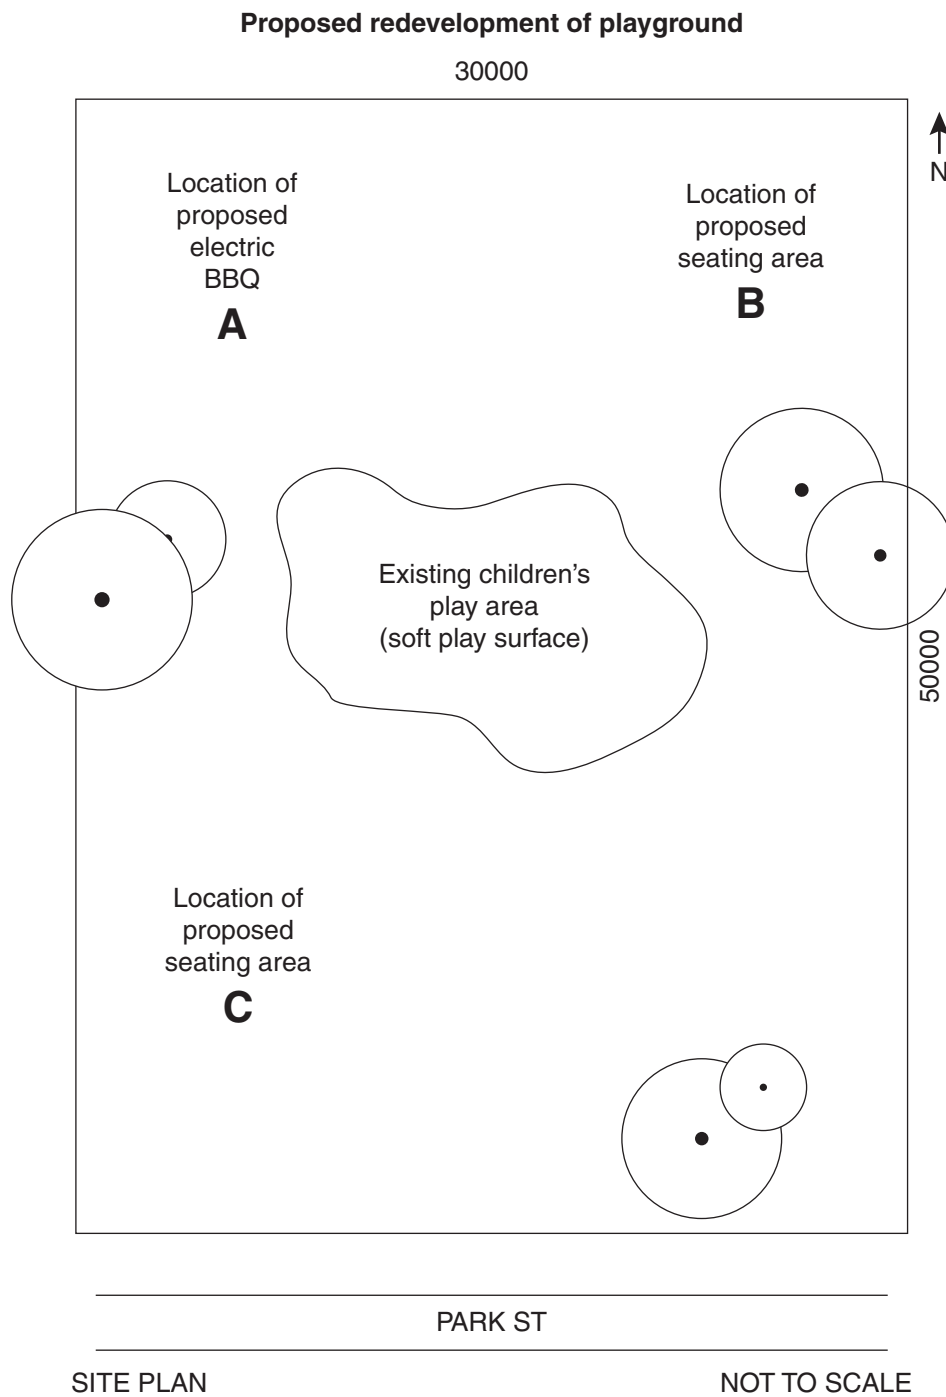 Proposed redevelopment of playground
30000
N
Location of
proposed
electric
BBQ
A
Location of
proposed
seating area
B
Existing children's
play area
(soft play surface)
50000
Location of
proposed
seating area
C
PARK ST
SITE PLAN
NOT TO SCALE